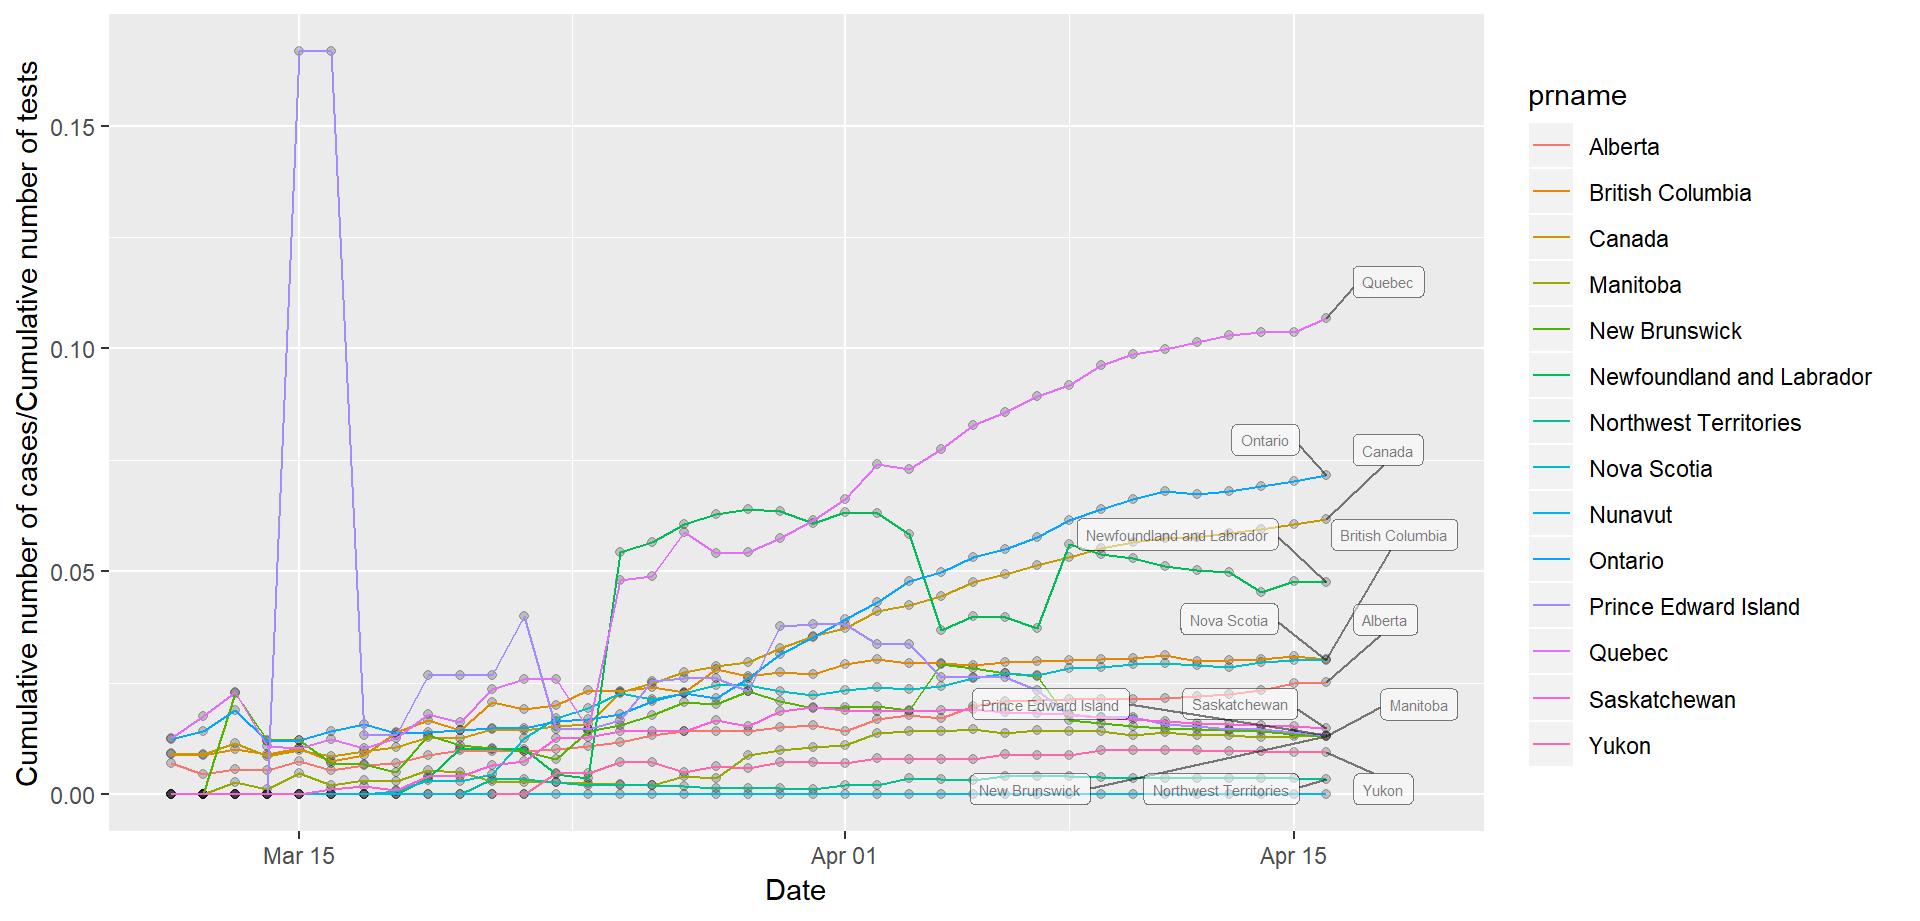 Cumulative number of cases/Cumulative number of tests
0.15
0.10
0.05
0.00
Quebec
Ontario
Canada
Newfoundland and Labrador
British Columbia
Nova Scotia
Alberta
Prince Edward Island
Saskatchewan
Manitoba
New Brunswick
Northwest Territories
Yukon
Mar 15
Apr 01
Apr 15
Date
prname
Alberta
British Columbia
Canada
Manitoba
New Brunswick
Newfoundland and Labrador
Northwest Territories
Nova Scotia
Nunavut
Ontario
Prince Edward Island
Quebec
Saskatchewan
Yukon